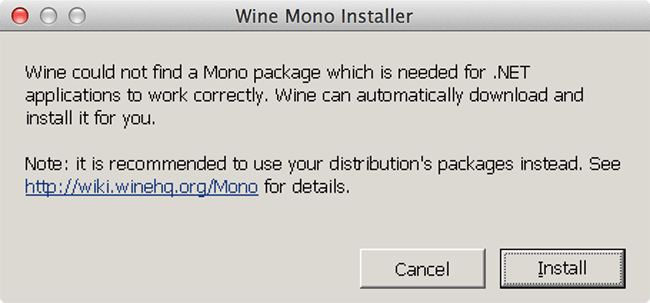 Wine Mono Installer
Wine could not find a Mono package which is needed for .NET
applications to work correctly. Wine can automatically download and
install it for you.
Note: it is recommended to use your distribution's packages instead. See
http://wiki.winehq.org/Mono for details.
Cancel
Install